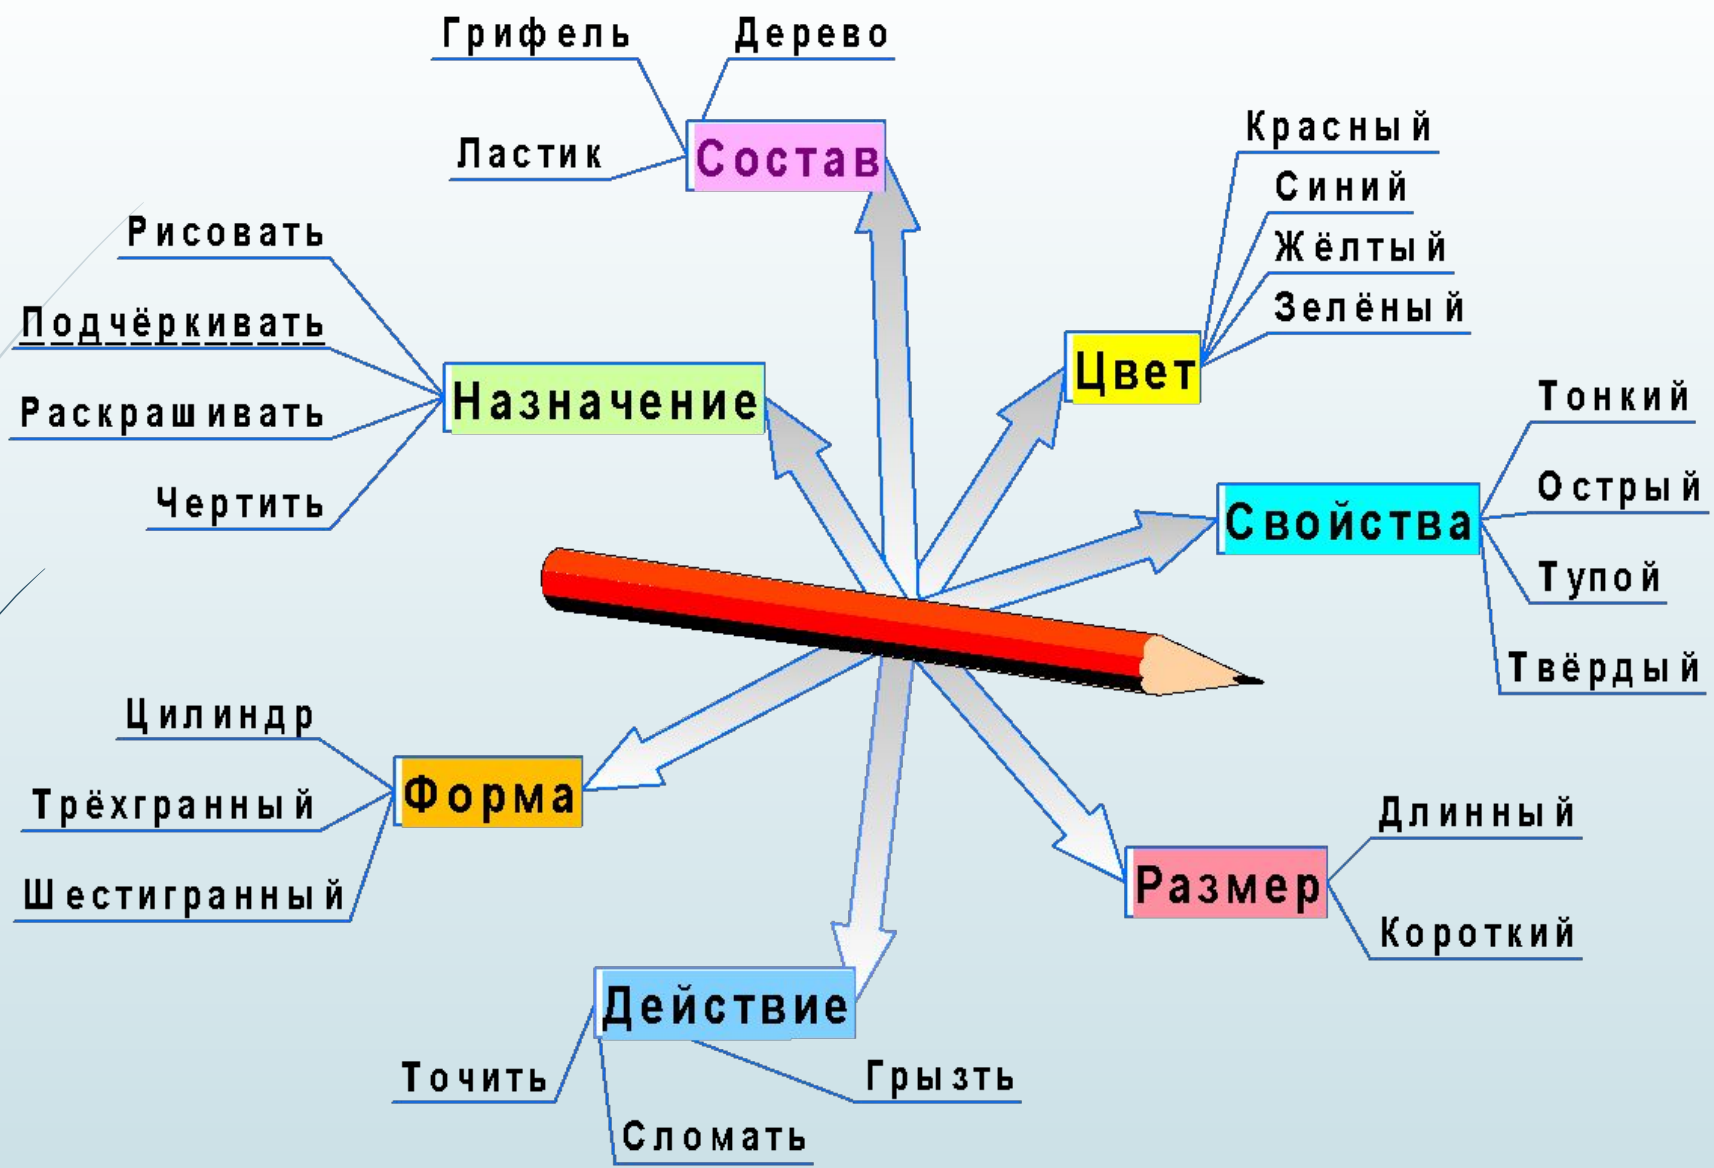 Грифель
Дерево
Ластик
Состав
Красный
Синий
Жёлтый
Зелёный
Цвет
Рисовать
Подчёркивать
Раскрашивать
Чертить
Назначение
Тонкий
Острый
Тупой
Твёрдый
Свойства
Цилиндр
Трёхгранный
Шестигранный
Форма
Длинный
Короткий
Размер
Действие
Точить
Грызть
Сломать